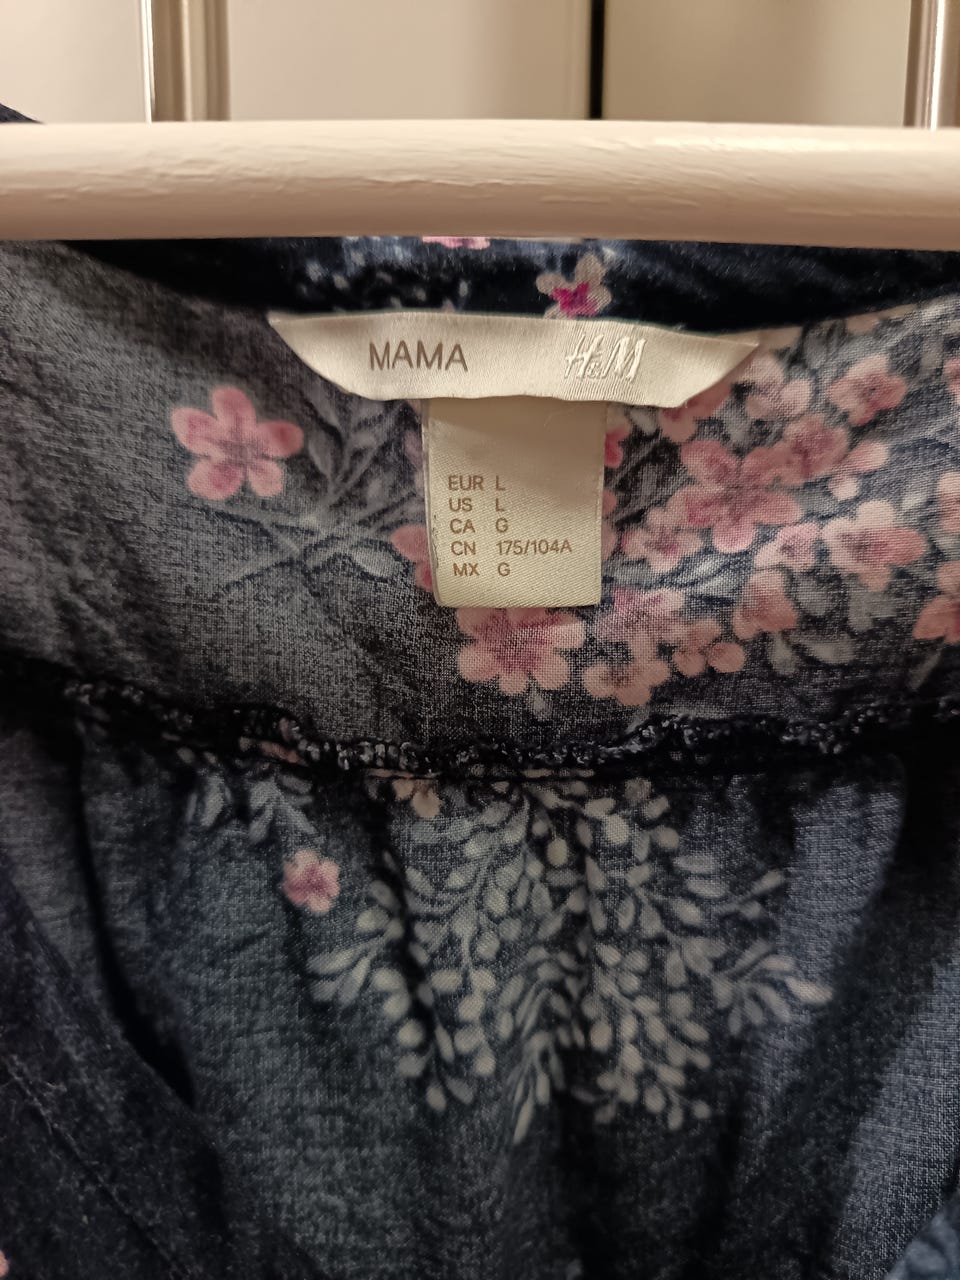 MAMA H&M
EUR L
US L
CA G
CN 175/104A
MX G